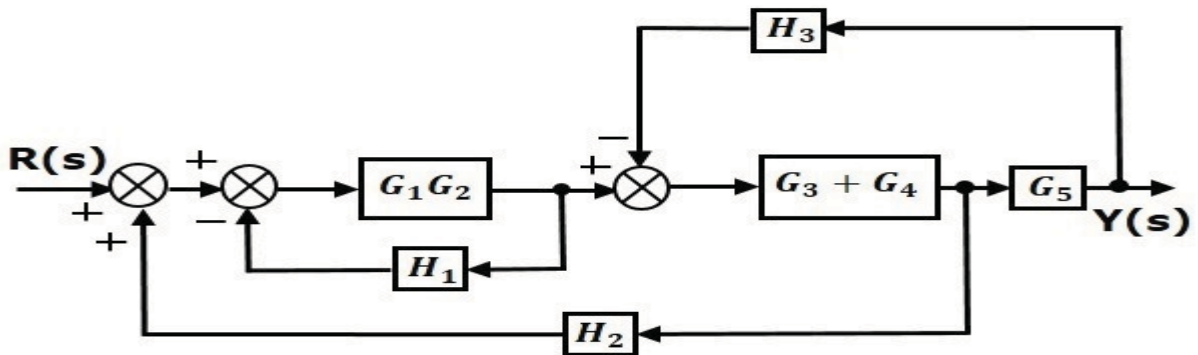 H₃
R(s)
+
+
+
+
−
G₁G₂
H₁
+
−
G₃ + G₄
G₅
Y(s)
H₂